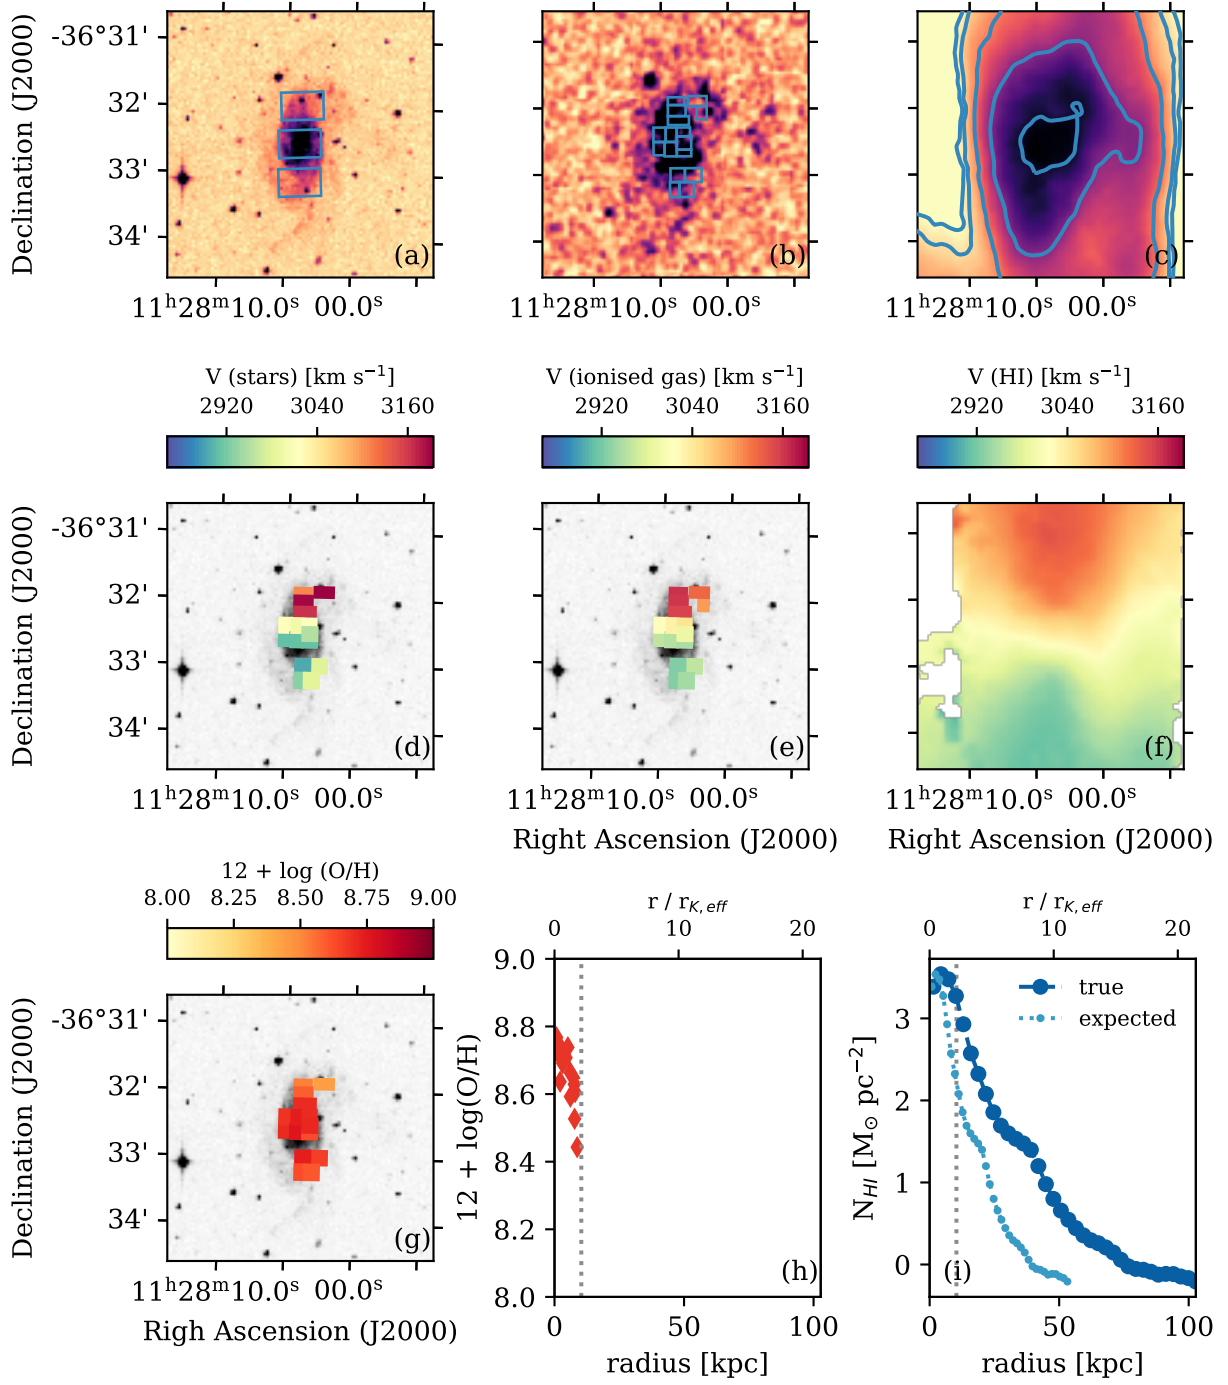 Declination (J2000)
-36°31'
32'
33'
34'
(a)
(b)
(c)
11ʰ28ᵐ10.0ˢ 00.0ˢ
11ʰ28ᵐ10.0ˢ 00.0ˢ
11ʰ28ᵐ10.0ˢ 00.0ˢ
V (stars) [km s⁻¹]
2920 3040 3160
V (ionised gas) [km s⁻¹]
2920 3040 3160
V (HI) [km s⁻¹]
2920 3040 3160
Declination (J2000)
-36°31'
32'
33'
34'
(d)
(e)
(f)
11ʰ28ᵐ10.0ˢ 00.0ˢ
11ʰ28ᵐ10.0ˢ 00.0ˢ
11ʰ28ᵐ10.0ˢ 00.0ˢ
Right Ascension (J2000)
Right Ascension (J2000)
12 + log (O/H)
8.00 8.25 8.50 8.75 9.00
Declination (J2000)
-36°31'
32'
33'
34'
(g)
11ʰ28ᵐ10.0ˢ 00.0ˢ
Righ Ascension (J2000)
r / r_K,eff
0 10 20
12 + log(O/H)
9.0
8.8
8.6
8.4
8.2
8.0
(h)
0 50 100
radius [kpc]
r / r_K,eff
0 10 20
N_HI [M⊙ pc⁻²]
3
2
1
0
true
expected
(i)
0 50 100
radius [kpc]